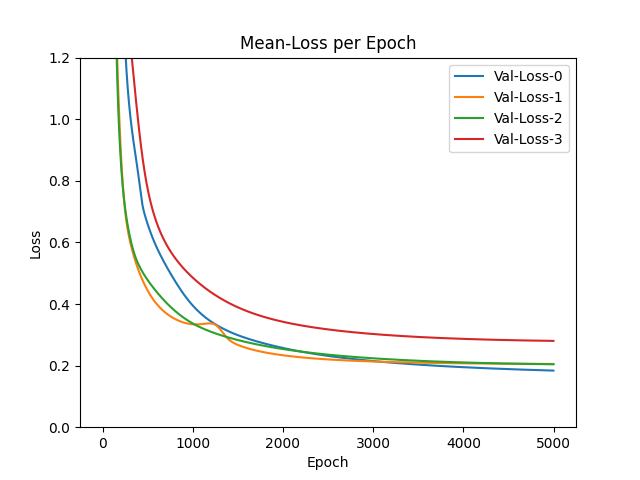 Mean-Loss per Epoch
1.2
1.0
0.8
0.6
0.4
0.2
0.0
Loss
Val-Loss-0
Val-Loss-1
Val-Loss-2
Val-Loss-3
0 1000 2000 3000 4000 5000
Epoch